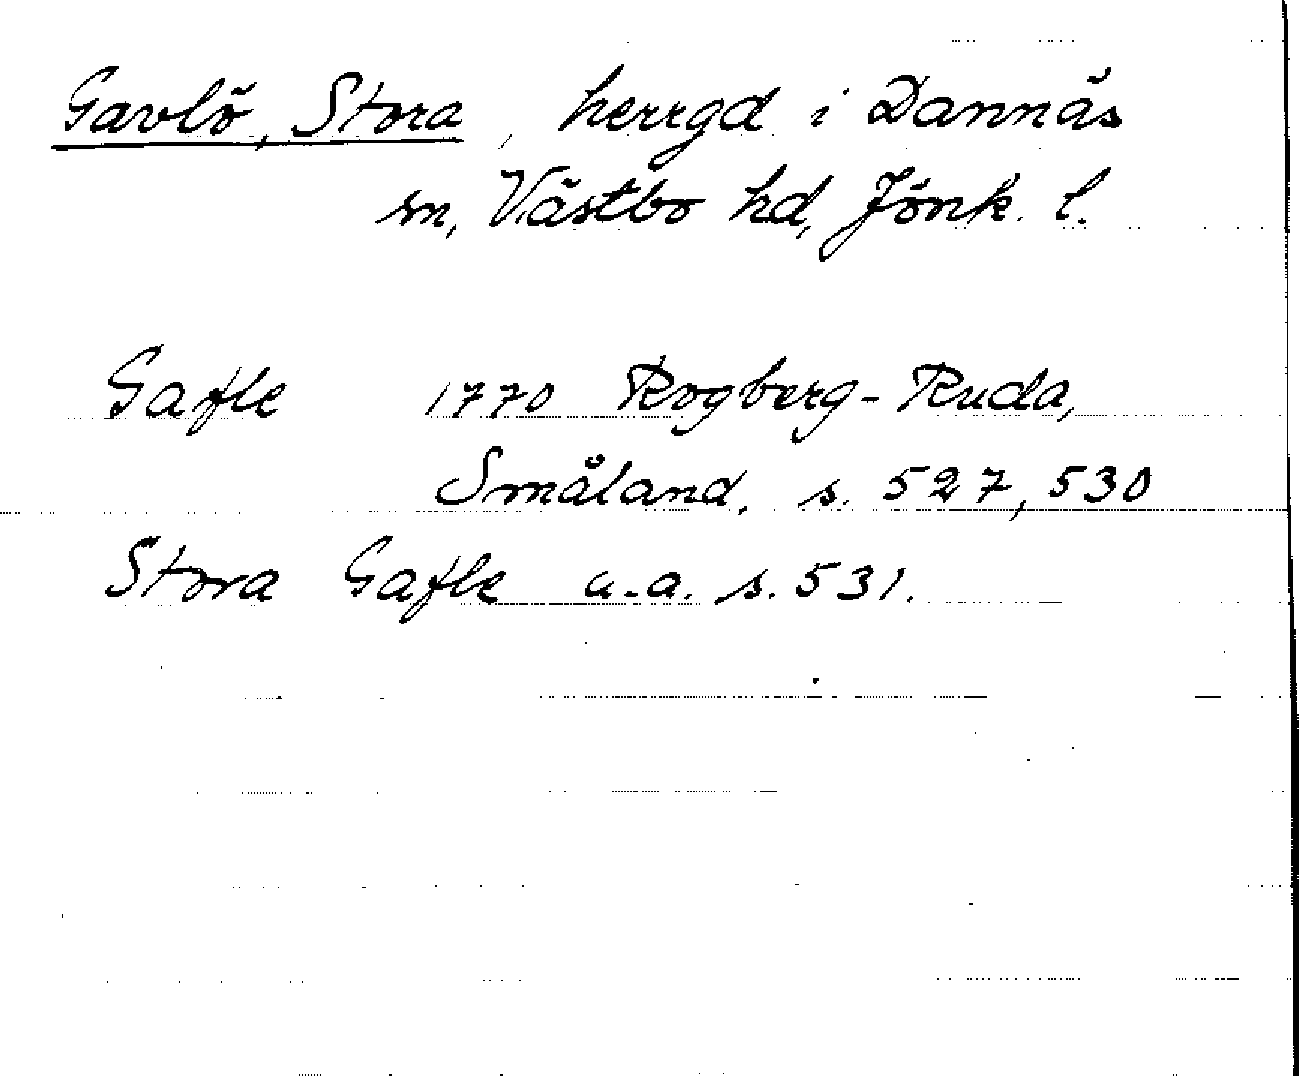 Gavlö, Stora, herrgd i Dannäs
sn, Västbo hd, Jönk. l.
Gafle 1770 Rogberg-Ruda,
Småland, s. 527, 530
Stora Gafle a.a. s. 531.